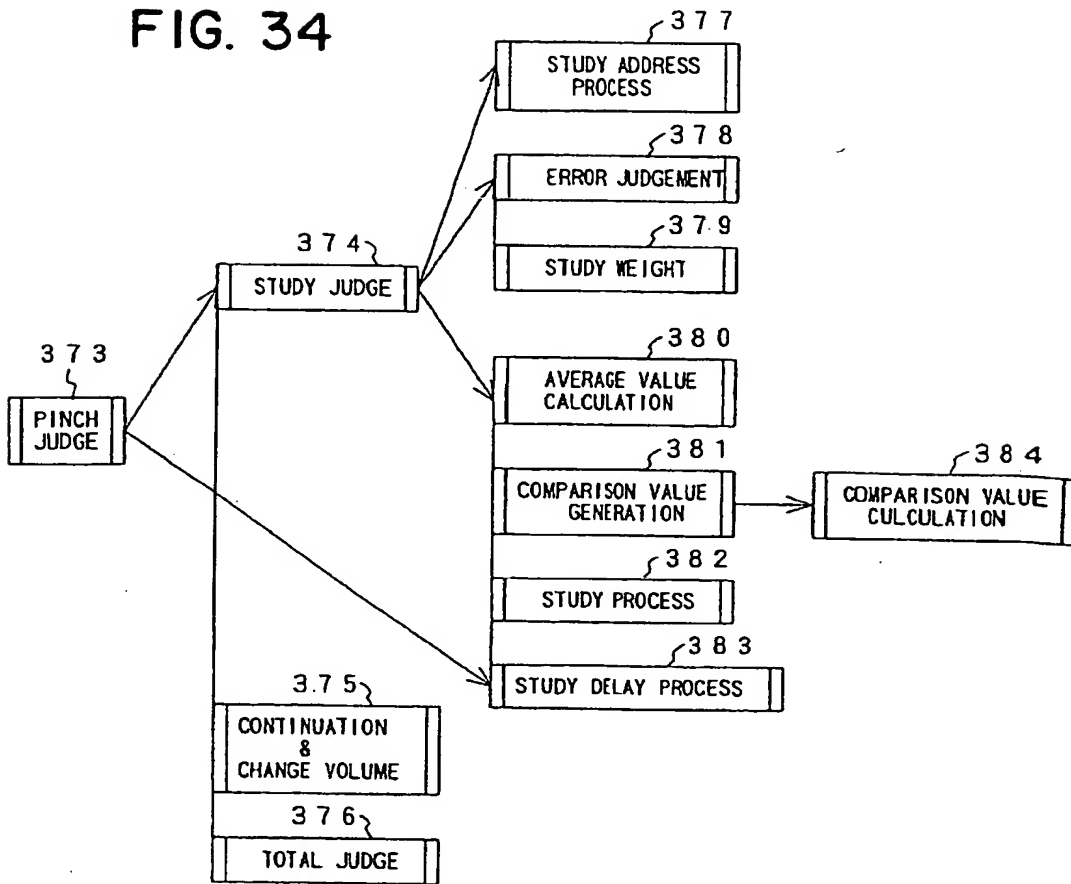 FIG. 34
377
STUDY ADDRESS
PROCESS
378
ERROR JUDGEMENT
379
STUDY WEIGHT
374
STUDY JUDGE
373
PINCH
JUDGE
380
AVERAGE VALUE
CALCULATION
381
COMPARISON VALUE
GENERATION
384
COMPARISON VALUE
CULCULATION
382
STUDY PROCESS
383
STUDY DELAY PROCESS
3.75
CONTINUATION
&
CHANGE VOLUME
376
TOTAL JUDGE